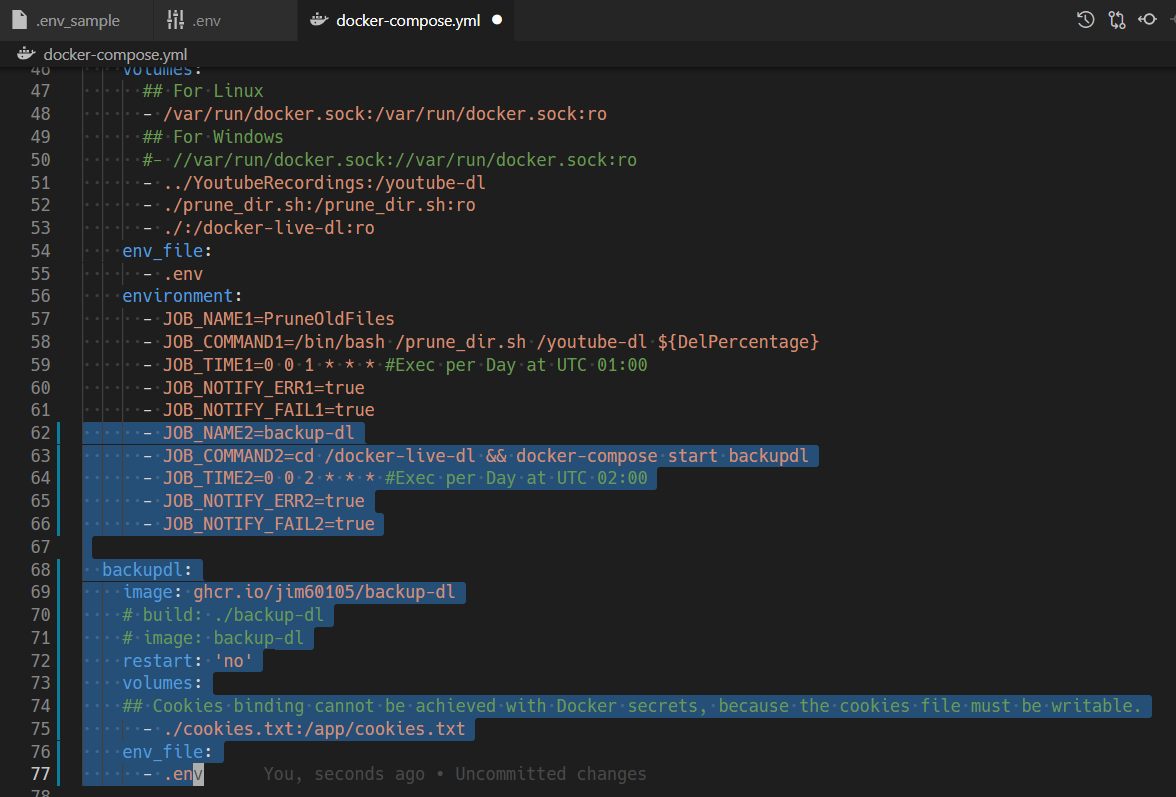 .env_sample
.env
docker-compose.yml
docker-compose.yml
46 volumes:
47 ## For Linux
48 - /var/run/docker.sock:/var/run/docker.sock:ro
49 ## For Windows
50 #- //var/run/docker.sock://var/run/docker.sock:ro
51 - ../YoutubeRecordings:/youtube-dl
52 - ./prune_dir.sh:/prune_dir.sh:ro
53 - ./:/docker-live-dl:ro
54 env_file:
55 - .env
56 environment:
57 - JOB_NAME1=PruneOldFiles
58 - JOB_COMMAND1=/bin/bash /prune_dir.sh /youtube-dl ${DelPercentage}
59 - JOB_TIME1=0 0 1 * * * #Exec per Day at UTC 01:00
60 - JOB_NOTIFY_ERR1=true
61 - JOB_NOTIFY_FAIL1=true
62 - JOB_NAME2=backup-dl
63 - JOB_COMMAND2=cd /docker-live-dl && docker-compose start backupdl
64 - JOB_TIME2=0 0 2 * * * #Exec per Day at UTC 02:00
65 - JOB_NOTIFY_ERR2=true
66 - JOB_NOTIFY_FAIL2=true
67
68 backupdl:
69 image: ghcr.io/jim60105/backup-dl
70 # build: ./backup-dl
71 # image: backup-dl
72 restart: 'no'
73 volumes:
74 ## Cookies binding cannot be achieved with Docker secrets, because the cookies file must be writable.
75 - ./cookies.txt:/app/cookies.txt
76 env_file:
77 - .env You, seconds ago • Uncommitted changes
78